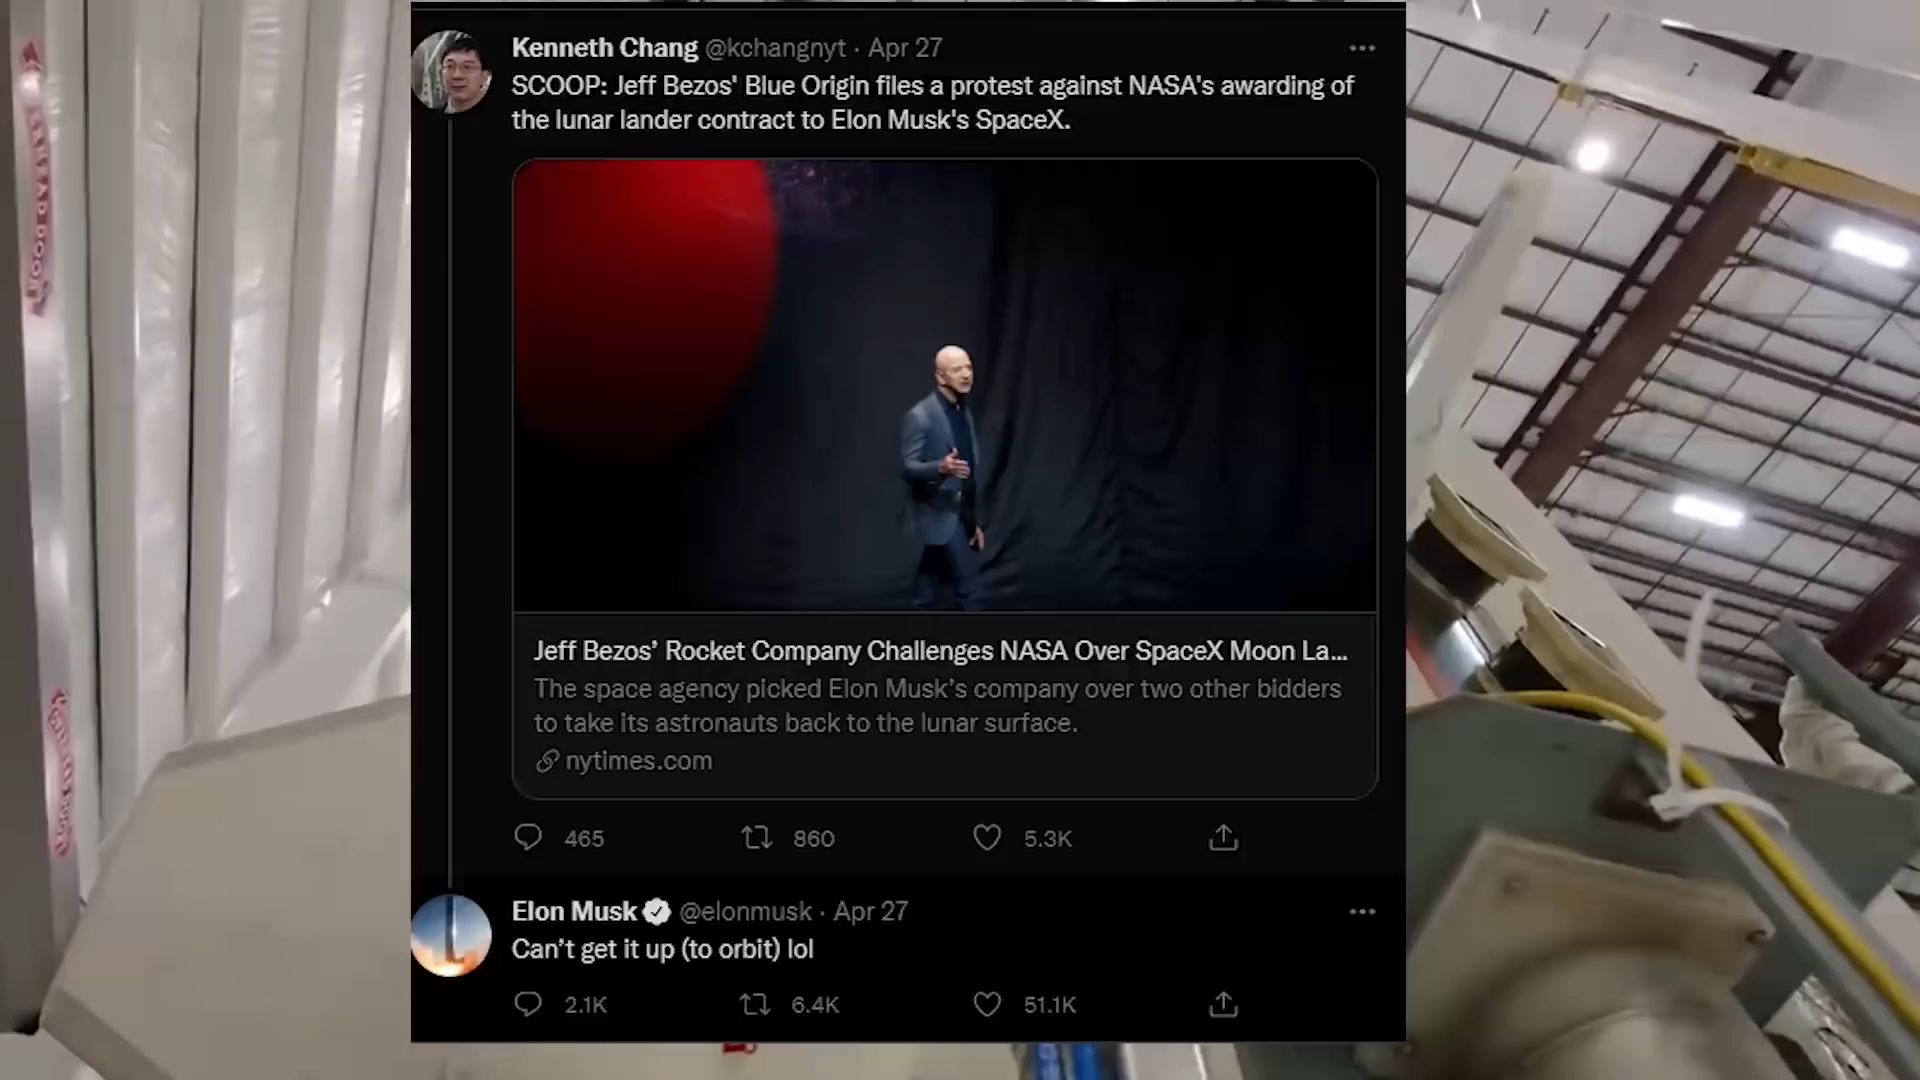 Kenneth Chang @kchangnyt · Apr 27
SCOOP: Jeff Bezos' Blue Origin files a protest against NASA's awarding of
the lunar lander contract to Elon Musk's SpaceX.
Jeff Bezos’ Rocket Company Challenges NASA Over SpaceX Moon La...
The space agency picked Elon Musk’s company over two other bidders
to take its astronauts back to the lunar surface.
nytimes.com
465 860 5.3K
Elon Musk @elonmusk · Apr 27
Can’t get it up (to orbit) lol
2.1K 6.4K 51.1K